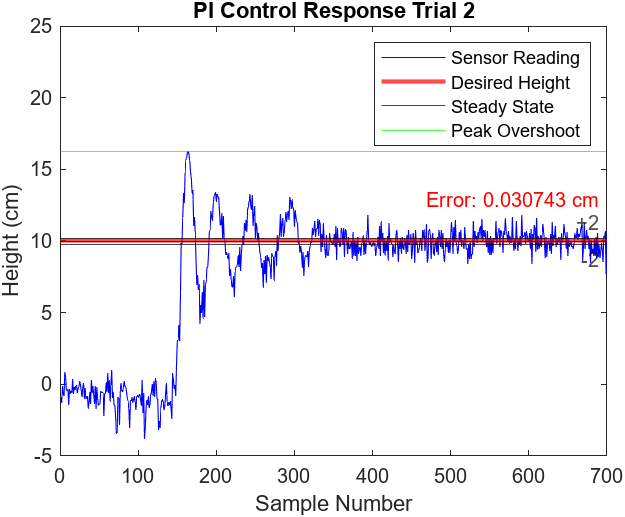 PI Control Response Trial 2
25
20
15
10
5
0
-5
Height (cm)
Sensor Reading
Desired Height
Steady State
Peak Overshoot
Error: 0.030743 cm
+2
-2
0 100 200 300 400 500 600 700
Sample Number